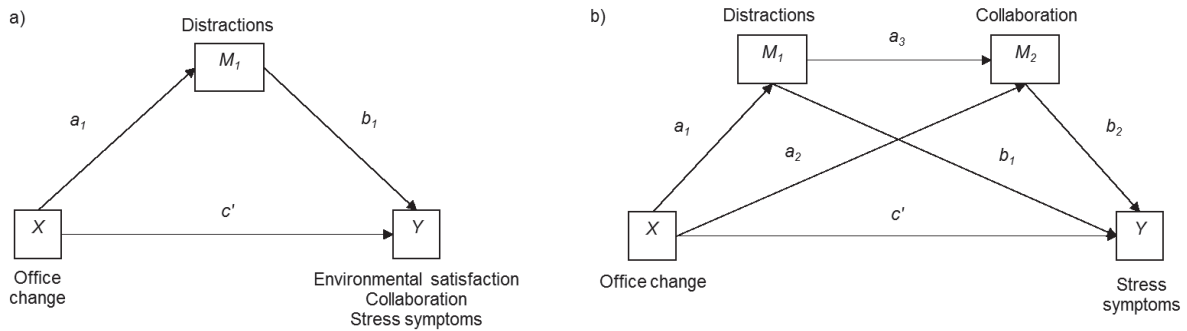 a)
Distractions
M1
a1
b1
c'
X
Y
Office
change
Environmental satisfaction
Collaboration
Stress symptoms
b)
Distractions
Collaboration
a3
M1
M2
a1
a2
b1
b2
c'
X
Y
Office change
Stress
symptoms